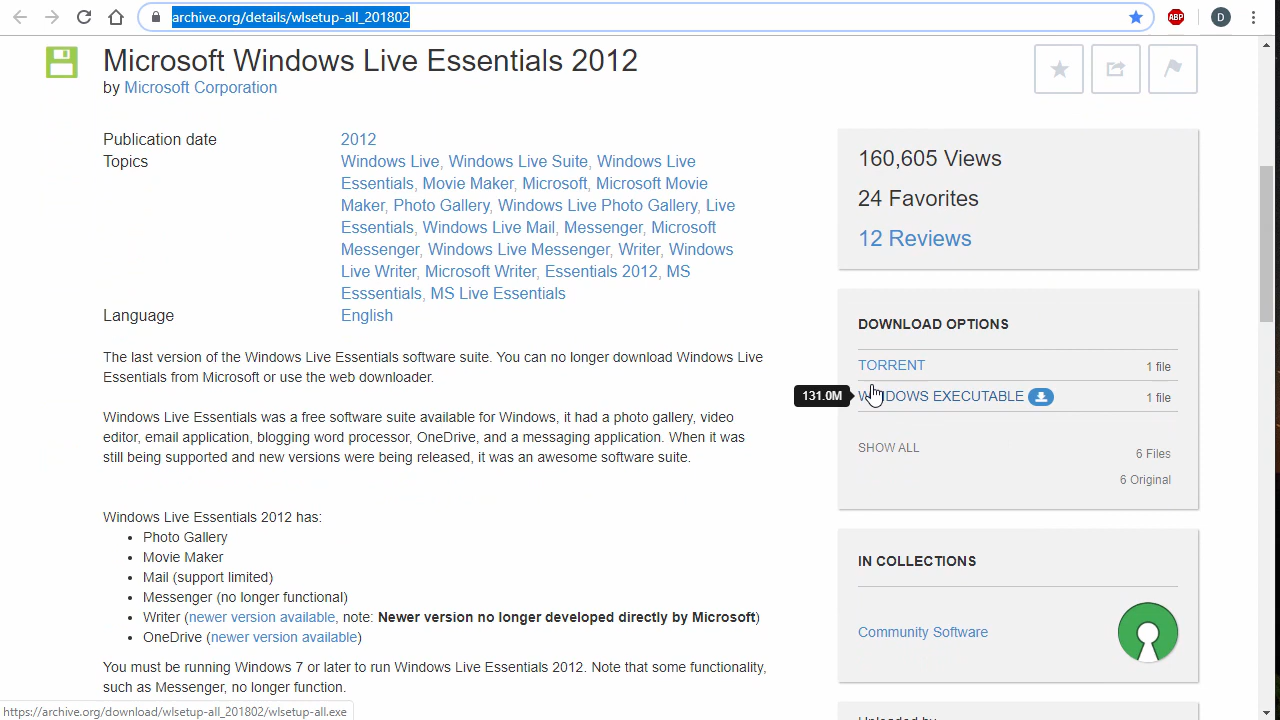 archive.org/details/wlsetup-all_201802
ABP
D
Microsoft Windows Live Essentials 2012
by Microsoft Corporation
Publication date 2012
Topics Windows Live, Windows Live Suite, Windows Live
Essentials, Movie Maker, Microsoft, Microsoft Movie
Maker, Photo Gallery, Windows Live Photo Gallery, Live
Essentials, Windows Live Mail, Messenger, Microsoft
Messenger, Windows Live Messenger, Writer, Windows
Live Writer, Microsoft Writer, Essentials 2012, MS
Esssentials, MS Live Essentials
Language English
The last version of the Windows Live Essentials software suite. You can no longer download Windows Live
Essentials from Microsoft or use the web downloader.
Windows Live Essentials was a free software suite available for Windows, it had a photo gallery, video
editor, email application, blogging word processor, OneDrive, and a messaging application. When it was
still being supported and new versions were being released, it was an awesome software suite.
Windows Live Essentials 2012 has:
• Photo Gallery
• Movie Maker
• Mail (support limited)
• Messenger (no longer functional)
• Writer (newer version available, note: Newer version no longer developed directly by Microsoft)
• OneDrive (newer version available)
You must be running Windows 7 or later to run Windows Live Essentials 2012. Note that some functionality,
such as Messenger, no longer function.
160,605 Views
24 Favorites
12 Reviews
DOWNLOAD OPTIONS
TORRENT 1 file
131.0M
WINDOWS EXECUTABLE 1 file
SHOW ALL 6 Files
6 Original
IN COLLECTIONS
Community Software
Uploaded by
https://archive.org/download/wlsetup-all_201802/wlsetup-all.exe